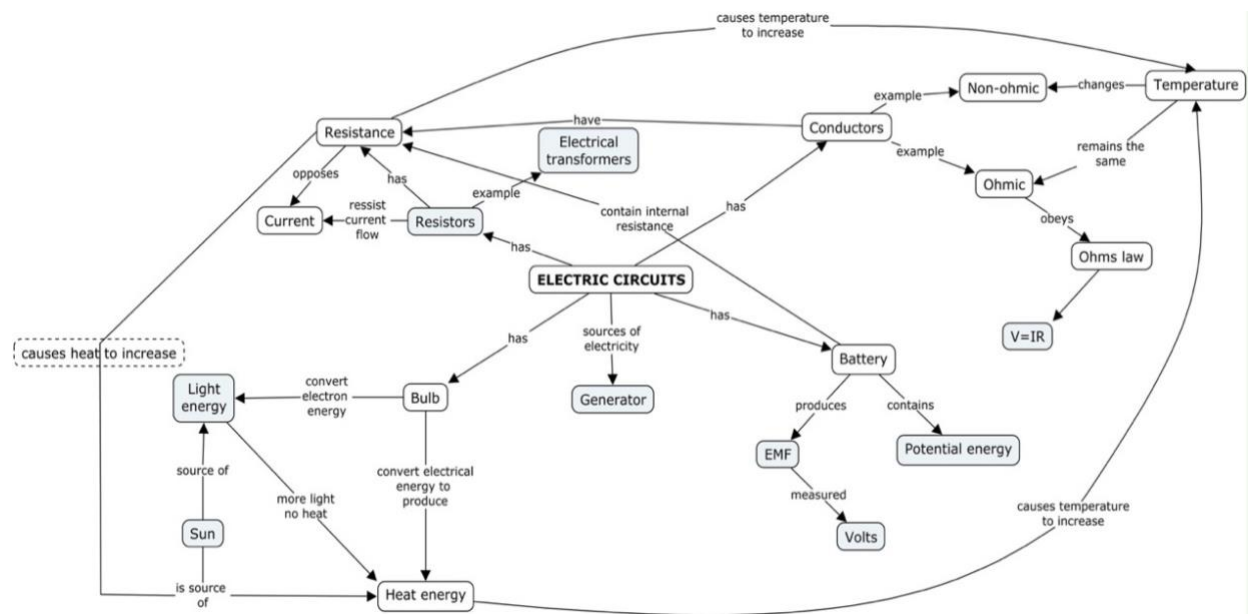 causes temperature
to increase
Temperature
changes
Non-ohmic
example
Conductors
have
Resistance
Electrical
transformers
remains the
same
example
Ohmic
opposes
has
example
ressist
current
flow
Current
Resistors
contain internal
resistance
has
obeys
has
Ohms law
ELECTRIC CIRCUITS
has
sources of
electricity
has
V=IR
causes heat to increase
Battery
Light
energy
convert
electron
energy
Bulb
Generator
produces
contains
EMF
Potential energy
source of
convert electrical
energy to
produce
more light
no heat
measured
causes temperature
to increase
Sun
Volts
is source
of
Heat energy